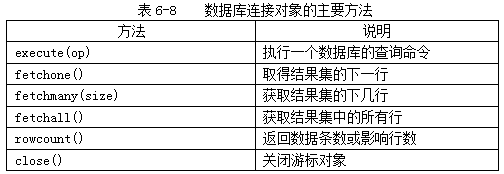 表 6-8 数据库连接对象的主要方法
方法 说明
execute(op) 执行一个数据库的查询命令
fetchone() 取得结果集的下一行
fetchmany(size) 获取结果集的下几行
fetchall() 获取结果集中的所有行
rowcount() 返回数据条数或影响行数
close() 关闭游标对象